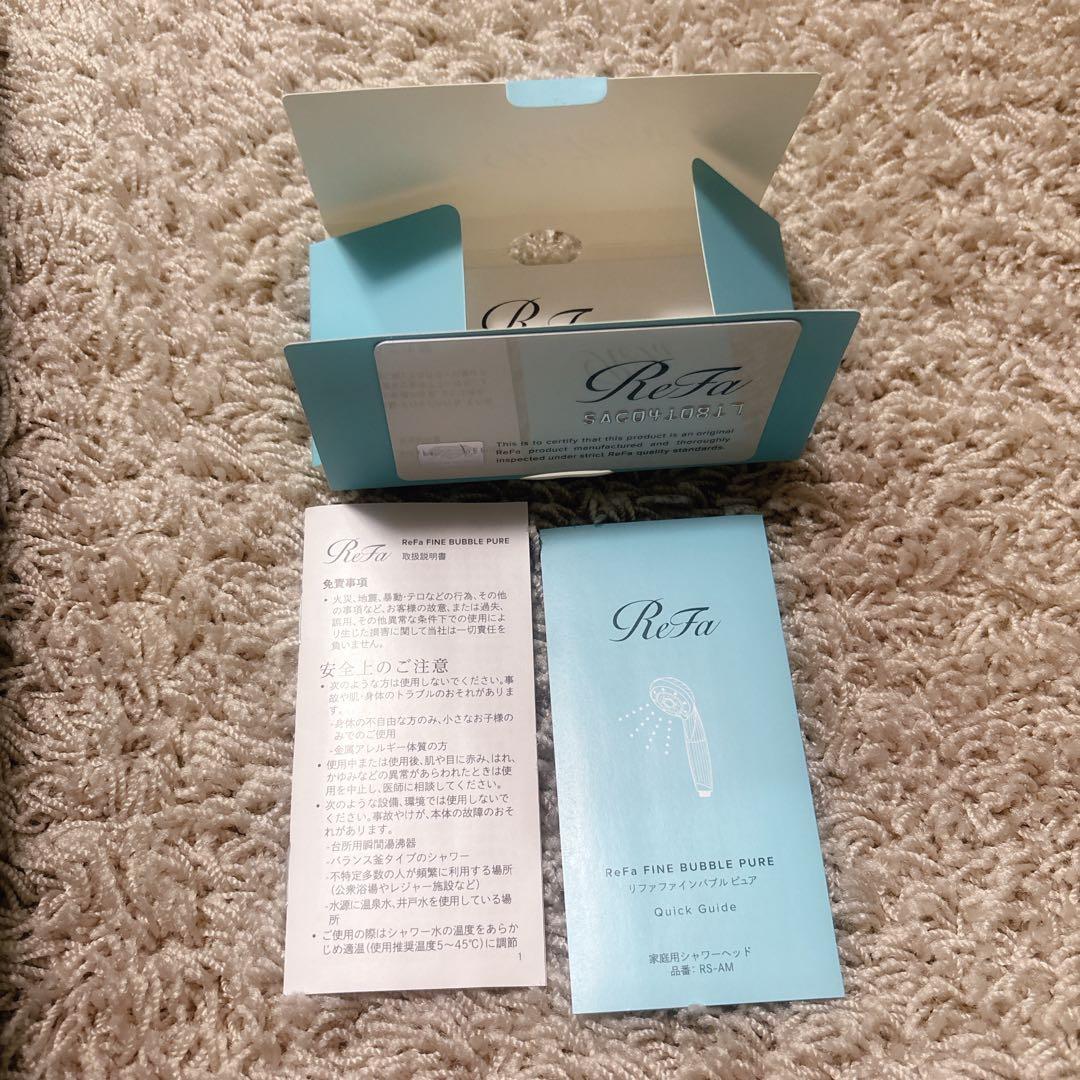 ReFa
SAG0410817
This is to certify that this product is an original
ReFa product manufactured and thoroughly
inspected under strict ReFa quality standards.
ReFa
ReFa FINE BUBBLE PURE
取扱説明書
免責事項
• 火災、地震、暴動・テロなどの行為、その他
の事項など、お客様の故意、または過失、
誤用、その他異常な条件下での使用によ
り生じた損害に関して当社は一切責任を
負いません。
安全上のご注意
• 次のような方は使用しないでください。事
故や肌・身体のトラブルのおそれがありま
す。
-身体の不自由な方のみ、小さなお子様の
みでのご使用
-金属アレルギー体質の方
• 使用中または使用後、肌や目に赤み、はれ、
かゆみなどの異常があらわれたときは使
用を中止し、医師に相談してください。
• 次のような設備、環境では使用しないで
ください。事故やけが、本体の故障のおそ
れがあります。
-台所用瞬間湯沸器
-バランス釜タイプのシャワー
-不特定多数の人が頻繁に利用する場所
(公衆浴場やレジャー施設など)
-水源に温泉水、井戸水を使用している場
所
• ご使用の際はシャワー水の温度をあらか
じめ適温(使用推奨温度5~45℃)に調節
1
ReFa
ReFa FINE BUBBLE PURE
リファファインバブル ピュア
Quick Guide
家庭用シャワーヘッド
品番: RS-AM